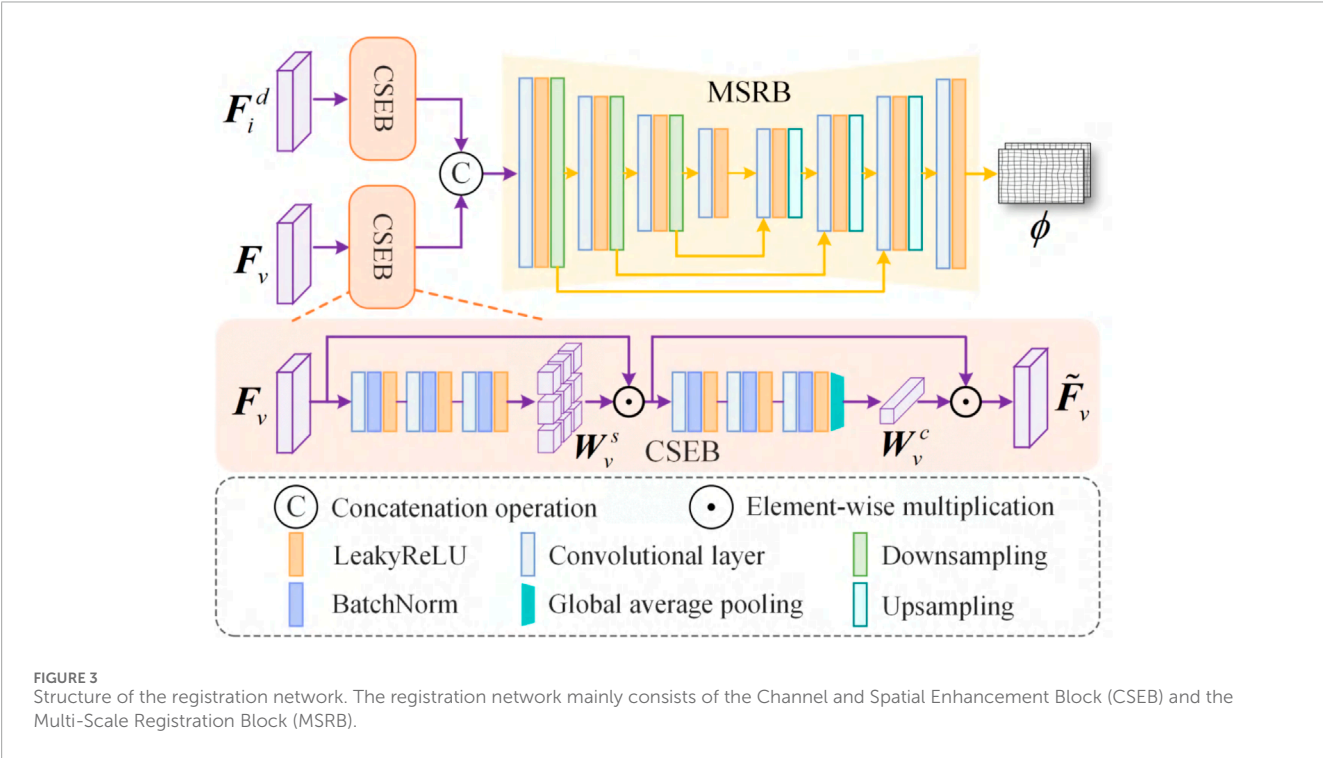 CSEB
F_i^d
MSRB
C
ϕ
CSEB
F_v
F_v
W_v^s
CSEB
W_v^c
F̃_v
C Concatenation operation
Element-wise multiplication
LeakyReLU
Convolutional layer
Downsampling
BatchNorm
Global average pooling
Upsampling
FIGURE 3
Structure of the registration network. The registration network mainly consists of the Channel and Spatial Enhancement Block (CSEB) and the
Multi-Scale Registration Block (MSRB).